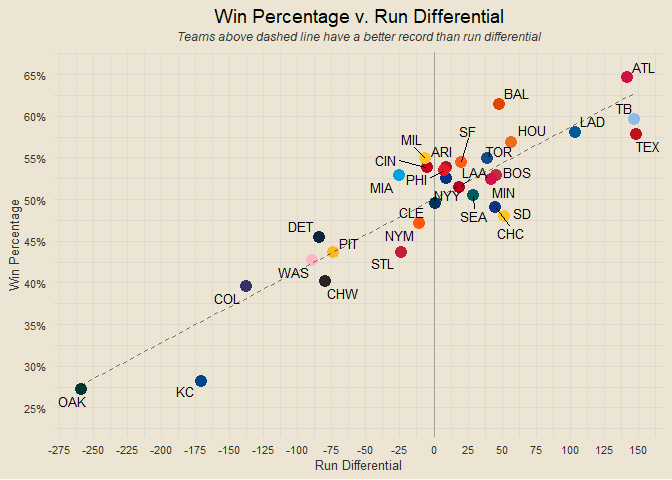 Win Percentage v. Run Differential
Teams above dashed line have a better record than run differential
Win Percentage
65%
60%
55%
50%
45%
40%
35%
30%
25%
ATL
BAL
TB
LAD
TEX
HOU
SF
MIL
ARI
TOR
CIN
PHI
LAA
BOS
MIA
NYY
MIN
CLE
SEA
SD
CHC
DET
PIT
NYM
STL
WAS
CHW
COL
KC
OAK
-275 -250 -225 -200 -175 -150 -125 -100 -75 -50 -25 0 25 50 75 100 125 150
Run Differential